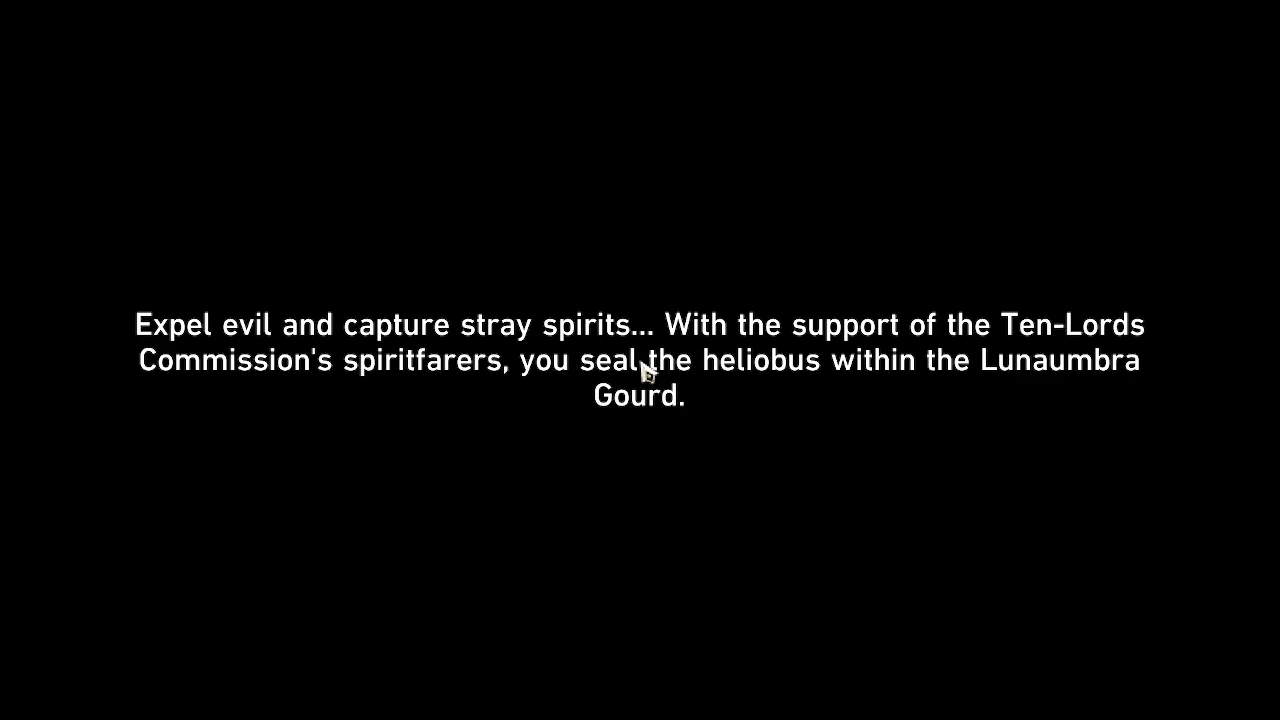 Expel evil and capture stray spirits... With the support of the Ten-Lords
Commission's spiritfarers, you seal the heliobus within the Lunaumbra
Gourd.